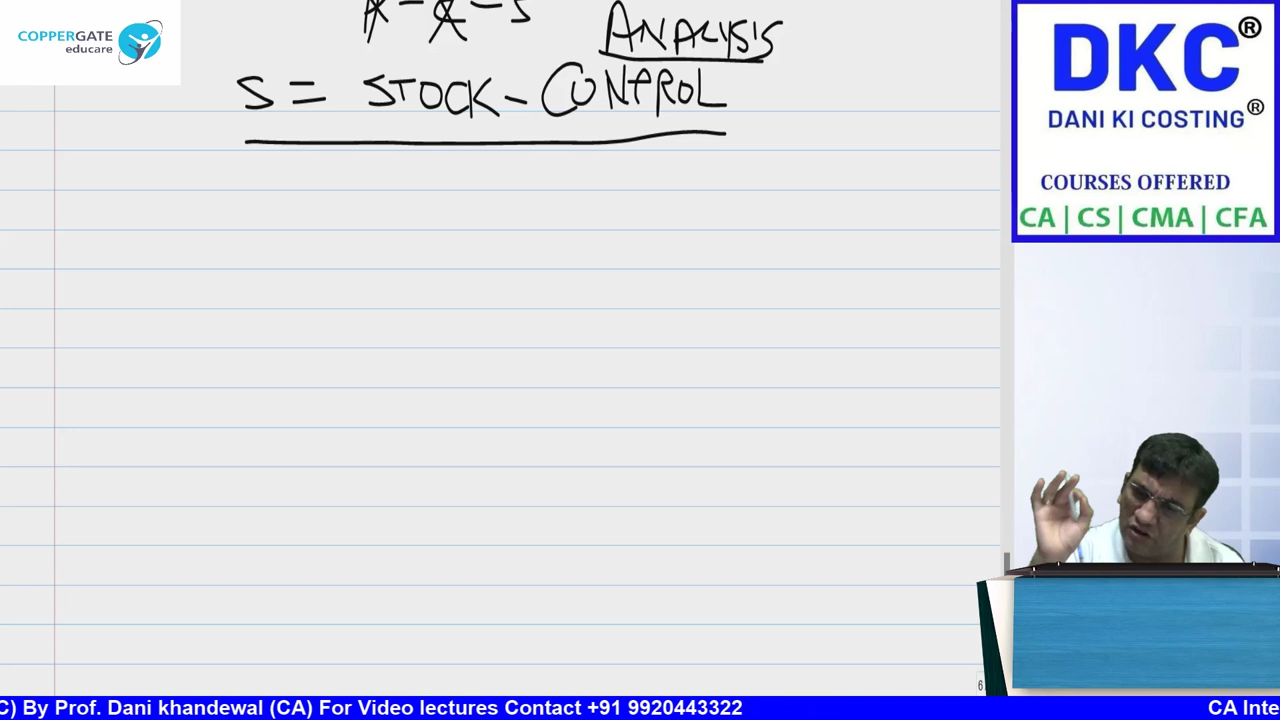 COPPERGATE
educare
ANALYSIS
S = STOCK - CONTROL
DKC®
DANI KI COSTING®
COURSES OFFERED
CA | CS | CMA | CFA
6
C) By Prof. Dani khandewal (CA) For Video lectures Contact +91 9920443322
CA Inte